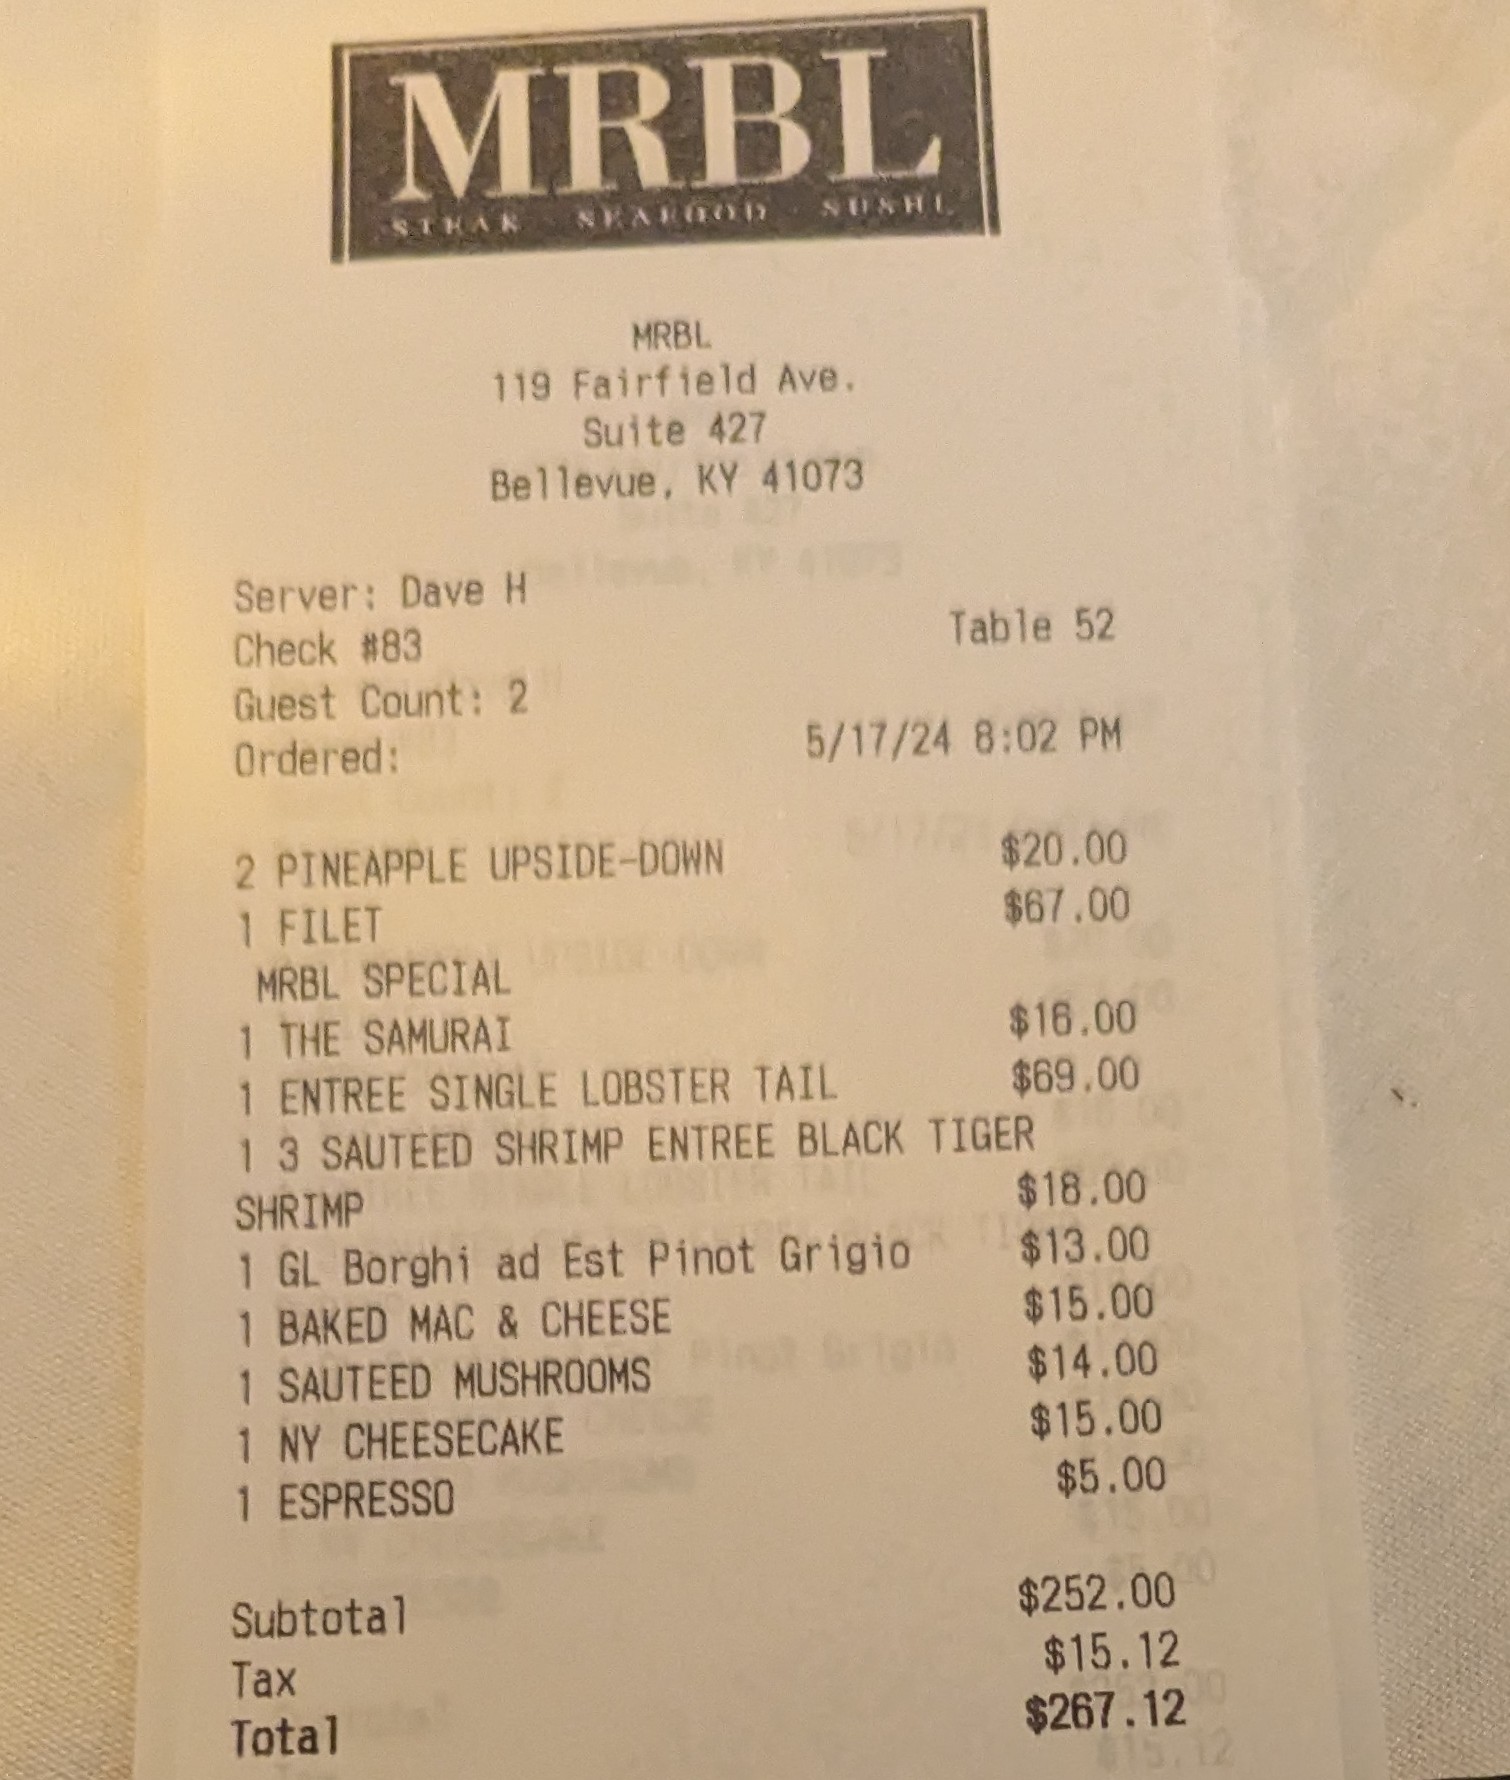 MRBL
STEAK · SEAFOOD · SUSHI
MRBL
119 Fairfield Ave.
Suite 427
Bellevue, KY 41073
Server: Dave H
Check #83 Table 52
Guest Count: 2
Ordered: 5/17/24 8:02 PM
2 PINEAPPLE UPSIDE-DOWN $20.00
1 FILET $67.00
MRBL SPECIAL
1 THE SAMURAI $16.00
1 ENTREE SINGLE LOBSTER TAIL $69.00
1 3 SAUTEED SHRIMP ENTREE BLACK TIGER
SHRIMP $18.00
1 GL Borghi ad Est Pinot Grigio $13.00
1 BAKED MAC & CHEESE $15.00
1 SAUTEED MUSHROOMS $14.00
1 NY CHEESECAKE $15.00
1 ESPRESSO $5.00
Subtotal $252.00
Tax $15.12
Total $267.12